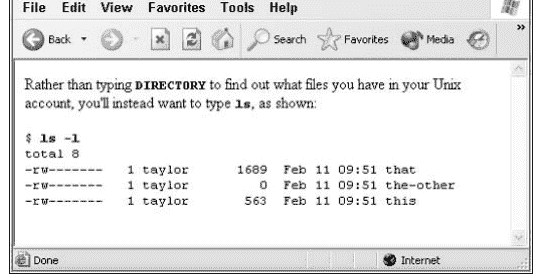 File Edit View Favorites Tools Help
Back Search Favorites Media »
Rather than typing DIRECTORY to find out what files you have in your Unix
account, you'll instead want to type ls, as shown:
$ ls -l
total 8
-rw------- 1 taylor 1689 Feb 11 09:51 that
-rw------- 1 taylor 0 Feb 11 09:51 the-other
-rw------- 1 taylor 563 Feb 11 09:51 this
Done Internet